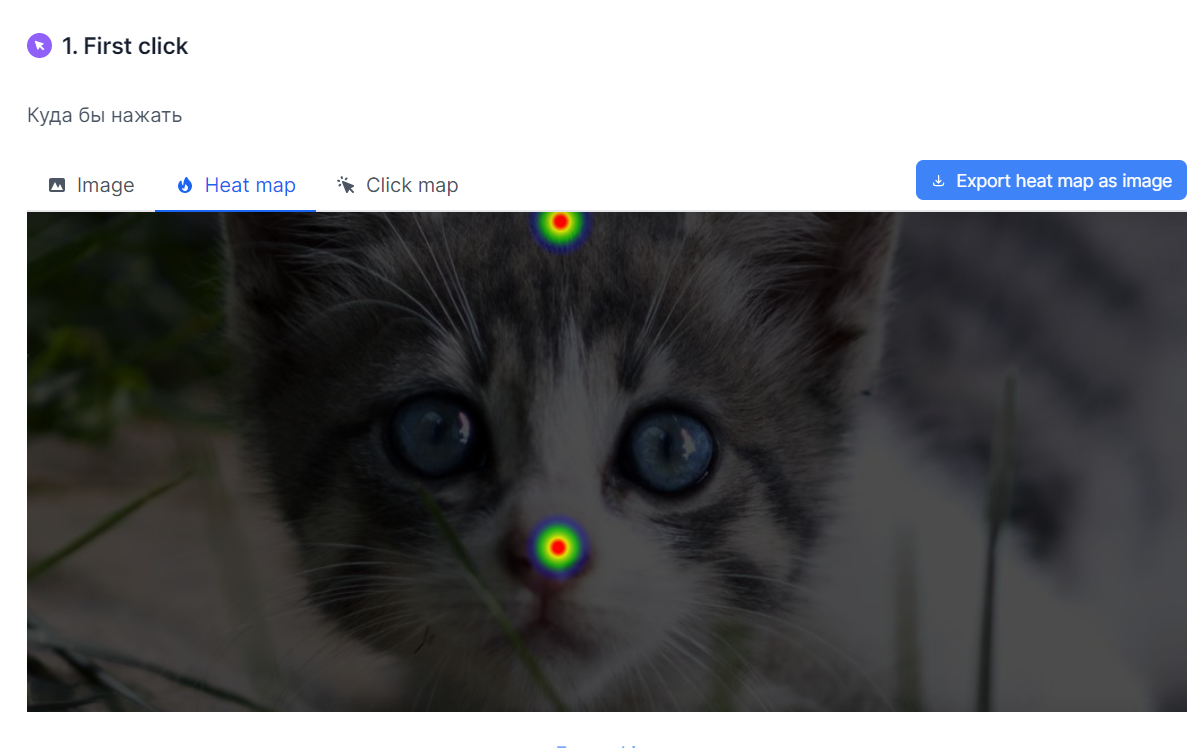 1. First click
Куда бы нажать
Image
Heat map
Click map
Export heat map as image